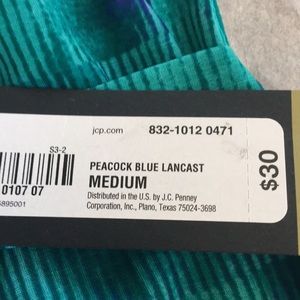 jcp.com 832-1012 0471
S3-2
PEACOCK BLUE LANCAST
MEDIUM
Distributed in the U.S. by J.C. Penney
Corporation, Inc., Plano, Texas 75024-3698
0107 07
5895001
$30